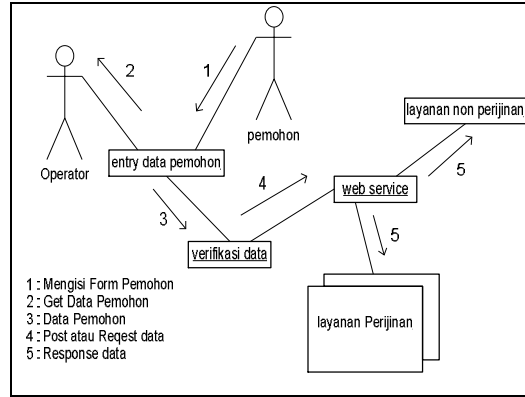 2
1
layanan non perijinan
pemohon
Operator
entry data pemohon
4
5
web service
3
5
verifikasi data
1 : Mengisi Form Pemohon
2 : Get Data Pemohon
3 : Data Pemohon
4 : Post atau Reqest data
5 : Response data
layanan Perijinan